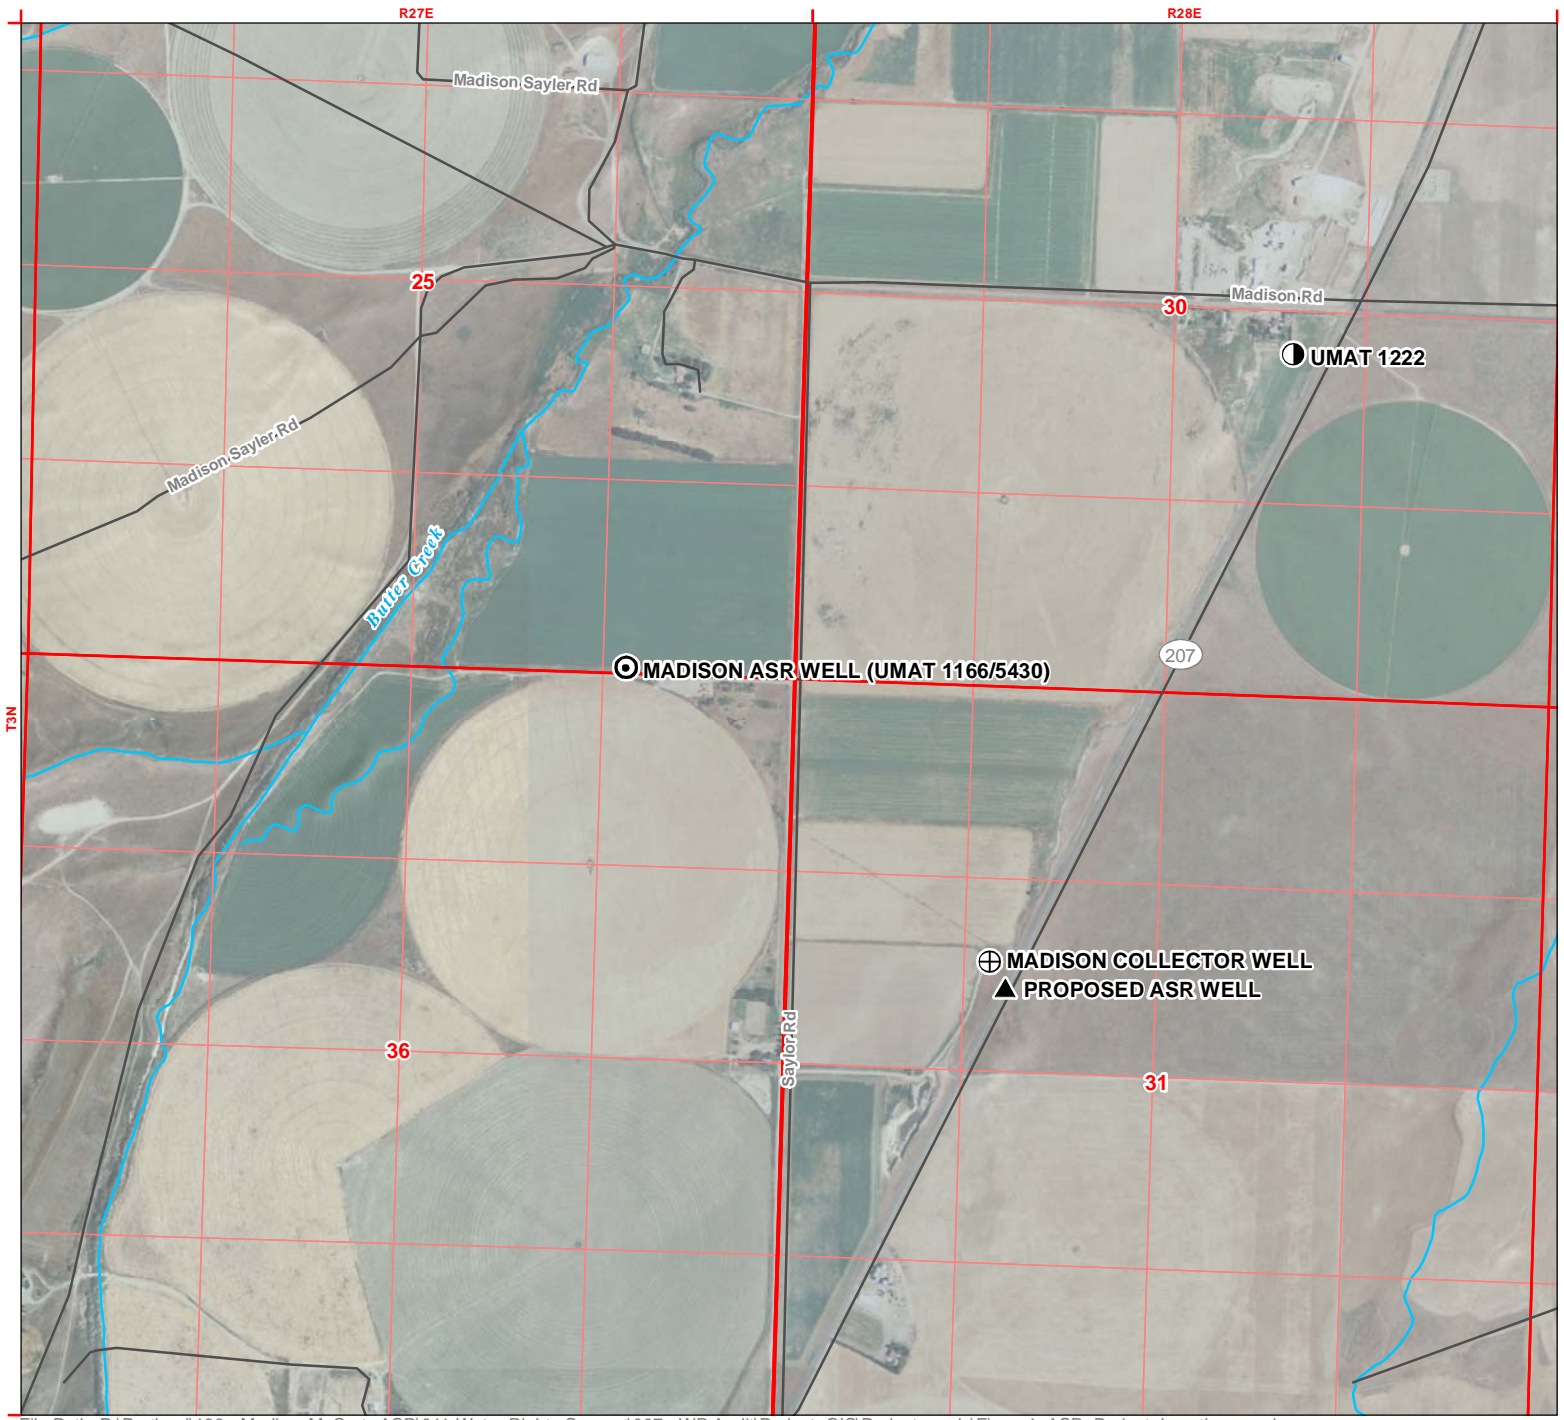 R27E
R28E
Madison Sayler Rd
25
Madison Rd
30
UMAT 1222
Madison Sayler Rd
Butter Creek
207
MADISON ASR WELL (UMAT 1166/5430)
T3N
MADISON COLLECTOR WELL
PROPOSED ASR WELL
Saylor Rd
36
31